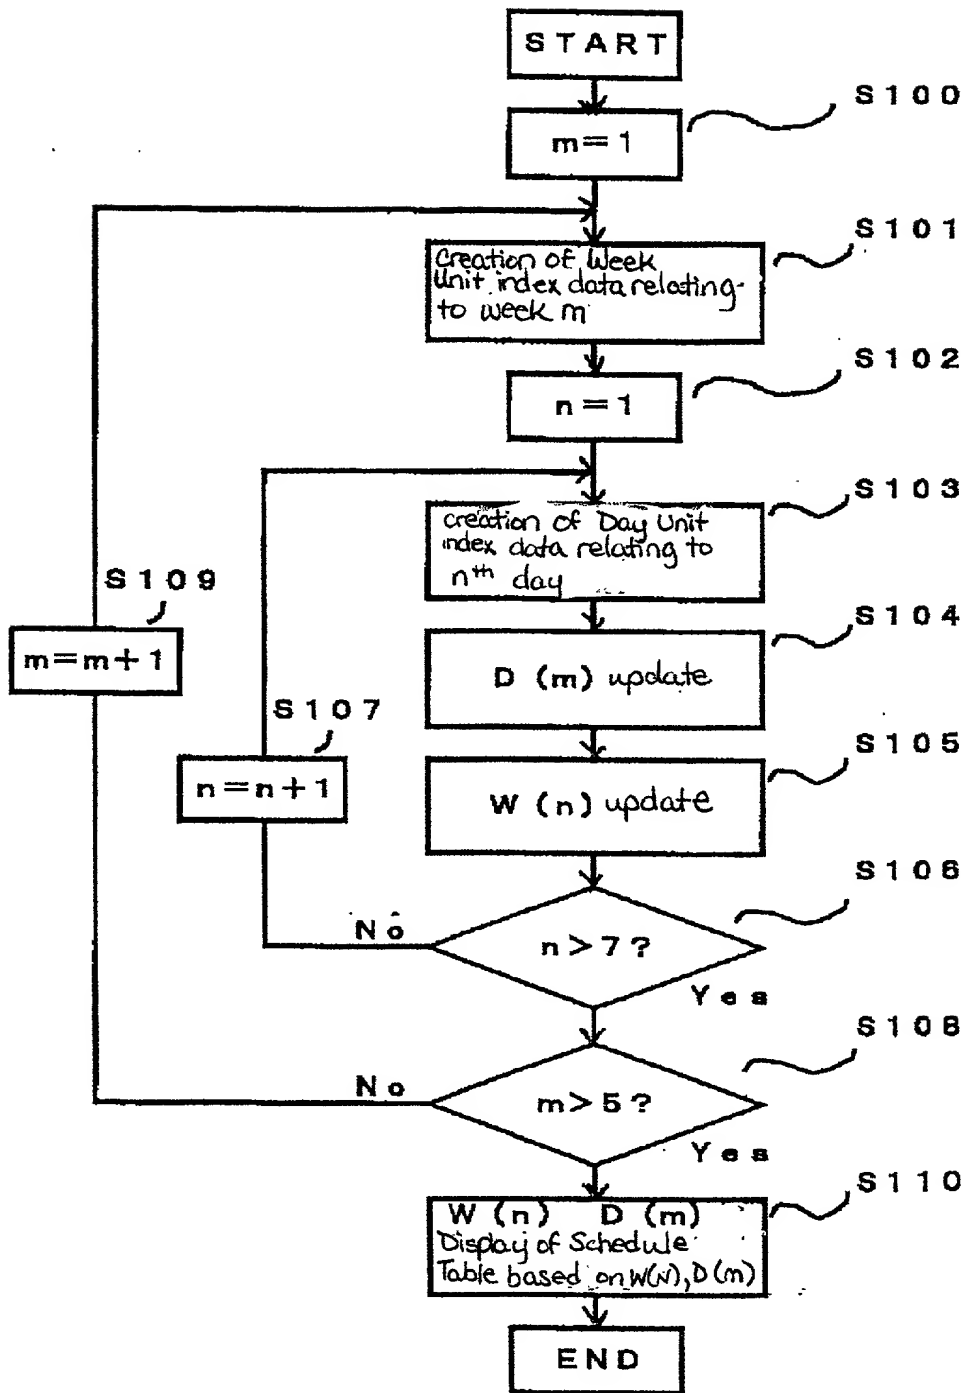 START
S100
m=1
S101
Creation of Week
Unit index data relating
to week m
S102
n=1
S103
creation of Day Unit
index data relating to
nth day
S109
S104
m=m+1
D (m) update
S107
S105
n=n+1
W (n) update
S106
No
n>7?
Yes
S108
No
m>5?
Yes
S110
W (n) D (m)
Display of Schedule
Table based on W(N), D(m)
END